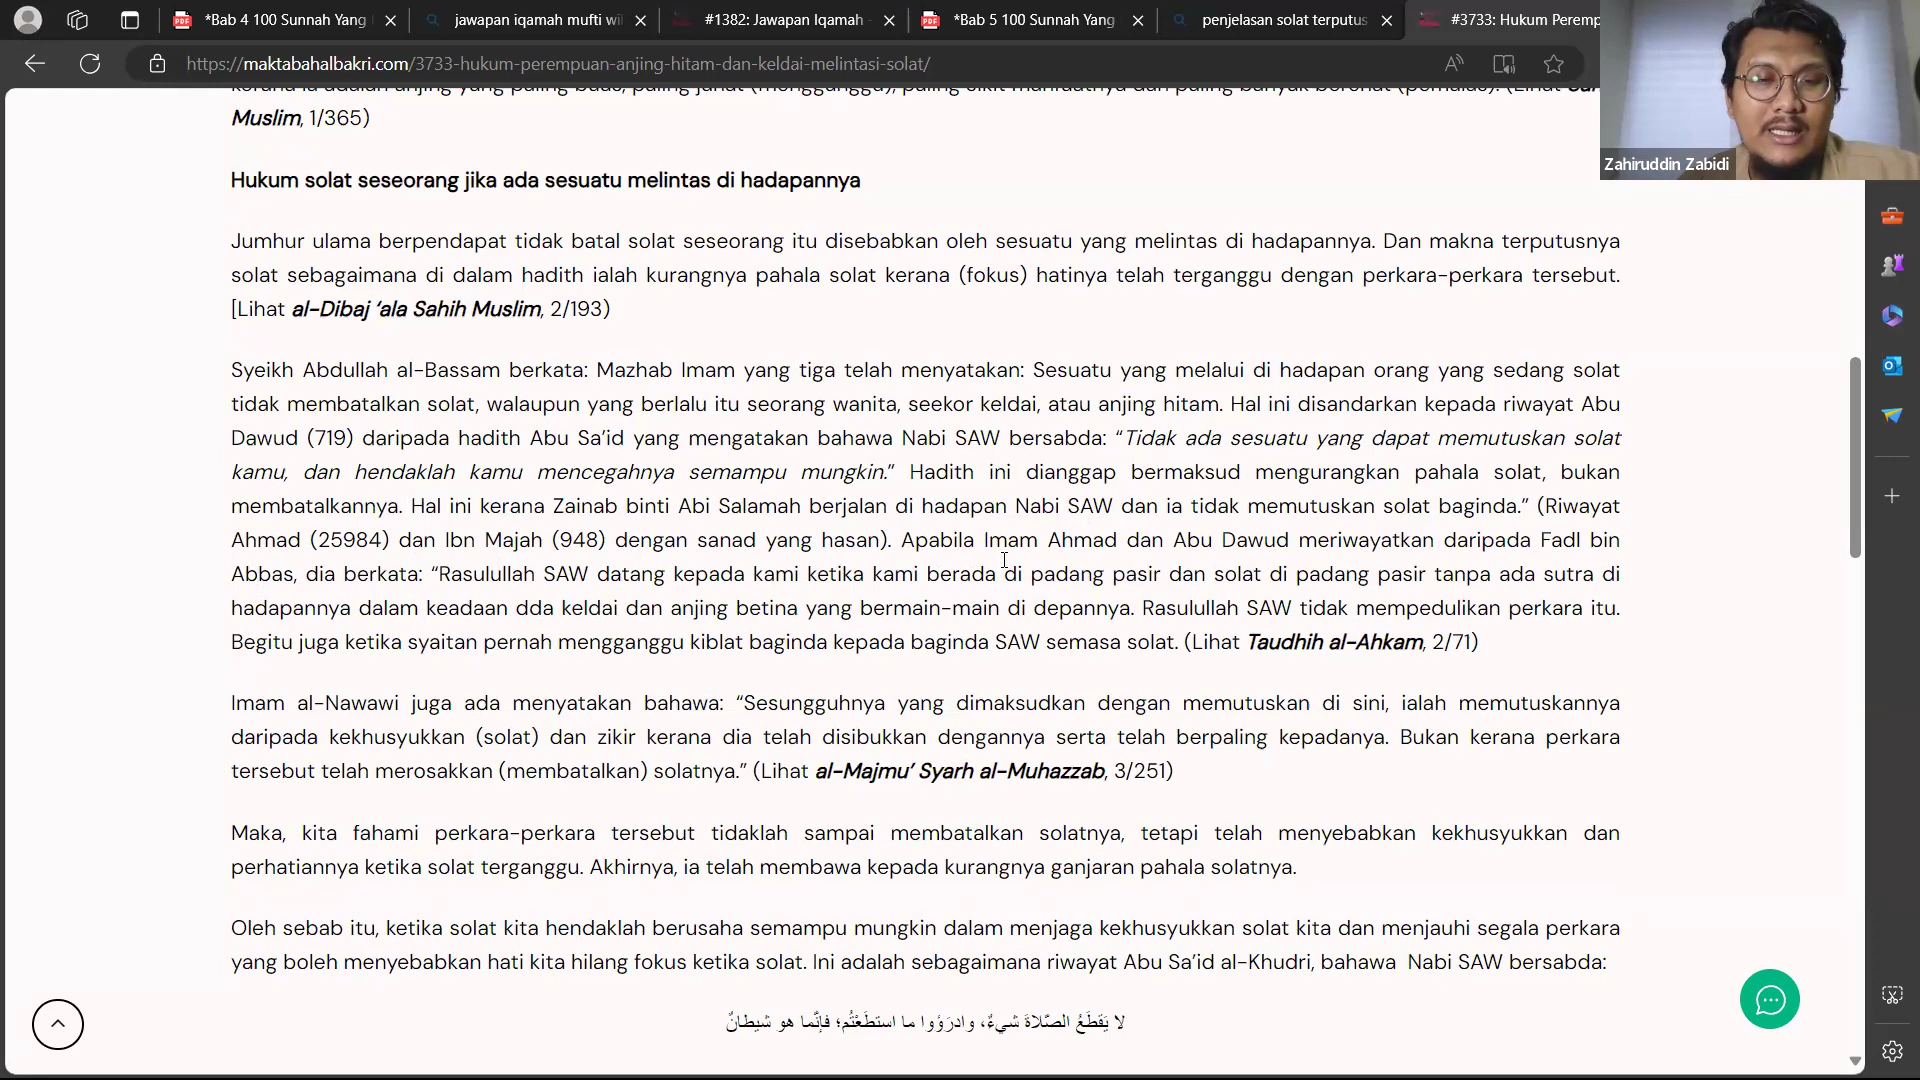 *Bab 4 100 Sunnah Yang
jawapan iqamah mufti wi
#1382: Jawapan Iqamah
*Bab 5 100 Sunnah Yang
penjelasan solat terputus
#3733: Hukum Peremp
https://maktabahalbakri.com/3733-hukum-perempuan-anjing-hitam-dan-keldai-melintasi-solat/
Zahiruddin Zabidi
kerana ia adalah anjing yang paling buas, paling jahat (mengganggu), paling sikit manfaatnya dan paling banyak berehat (pemalas). (Lihat
Muslim, 1/365)
Hukum solat seseorang jika ada sesuatu melintas di hadapannya
Jumhur ulama berpendapat tidak batal solat seseorang itu disebabkan oleh sesuatu yang melintas di hadapannya. Dan makna terputusnya
solat sebagaimana di dalam hadith ialah kurangnya pahala solat kerana (fokus) hatinya telah terganggu dengan perkara-perkara tersebut.
[Lihat al-Dibaj ‘ala Sahih Muslim, 2/193)
Syeikh Abdullah al-Bassam berkata: Mazhab Imam yang tiga telah menyatakan: Sesuatu yang melalui di hadapan orang yang sedang solat
tidak membatalkan solat, walaupun yang berlalu itu seorang wanita, seekor keldai, atau anjing hitam. Hal ini disandarkan kepada riwayat Abu
Dawud (719) daripada hadith Abu Sa’id yang mengatakan bahawa Nabi SAW bersabda: “Tidak ada sesuatu yang dapat memutuskan solat
kamu, dan hendaklah kamu mencegahnya semampu mungkin.” Hadith ini dianggap bermaksud mengurangkan pahala solat, bukan
membatalkannya. Hal ini kerana Zainab binti Abi Salamah berjalan di hadapan Nabi SAW dan ia tidak memutuskan solat baginda.” (Riwayat
Ahmad (25984) dan Ibn Majah (948) dengan sanad yang hasan). Apabila Imam Ahmad dan Abu Dawud meriwayatkan daripada Fadl bin
Abbas, dia berkata: “Rasulullah SAW datang kepada kami ketika kami berada di padang pasir dan solat di padang pasir tanpa ada sutra di
hadapannya dalam keadaan dda keldai dan anjing betina yang bermain-main di depannya. Rasulullah SAW tidak mempedulikan perkara itu.
Begitu juga ketika syaitan pernah mengganggu kiblat baginda kepada baginda SAW semasa solat. (Lihat Taudhih al-Ahkam, 2/71)
Imam al-Nawawi juga ada menyatakan bahawa: “Sesungguhnya yang dimaksudkan dengan memutuskan di sini, ialah memutuskannya
daripada kekhusyukkan (solat) dan zikir kerana dia telah disibukkan dengannya serta telah berpaling kepadanya. Bukan kerana perkara
tersebut telah merosakkan (membatalkan) solatnya.” (Lihat al-Majmu’ Syarh al-Muhazzab, 3/251)
Maka, kita fahami perkara-perkara tersebut tidaklah sampai membatalkan solatnya, tetapi telah menyebabkan kekhusyukkan dan
perhatiannya ketika solat terganggu. Akhirnya, ia telah membawa kepada kurangnya ganjaran pahala solatnya.
Oleh sebab itu, ketika solat kita hendaklah berusaha semampu mungkin dalam menjaga kekhusyukkan solat kita dan menjauhi segala perkara
yang boleh menyebabkan hati kita hilang fokus ketika solat. Ini adalah sebagaimana riwayat Abu Sa’id al-Khudri, bahawa Nabi SAW bersabda:
لا يَقطَعُ الصّلاةَ شيءٌ، وادرَؤوا ما استطَعْتُم؛ فإنَّما هو شيطانٌ